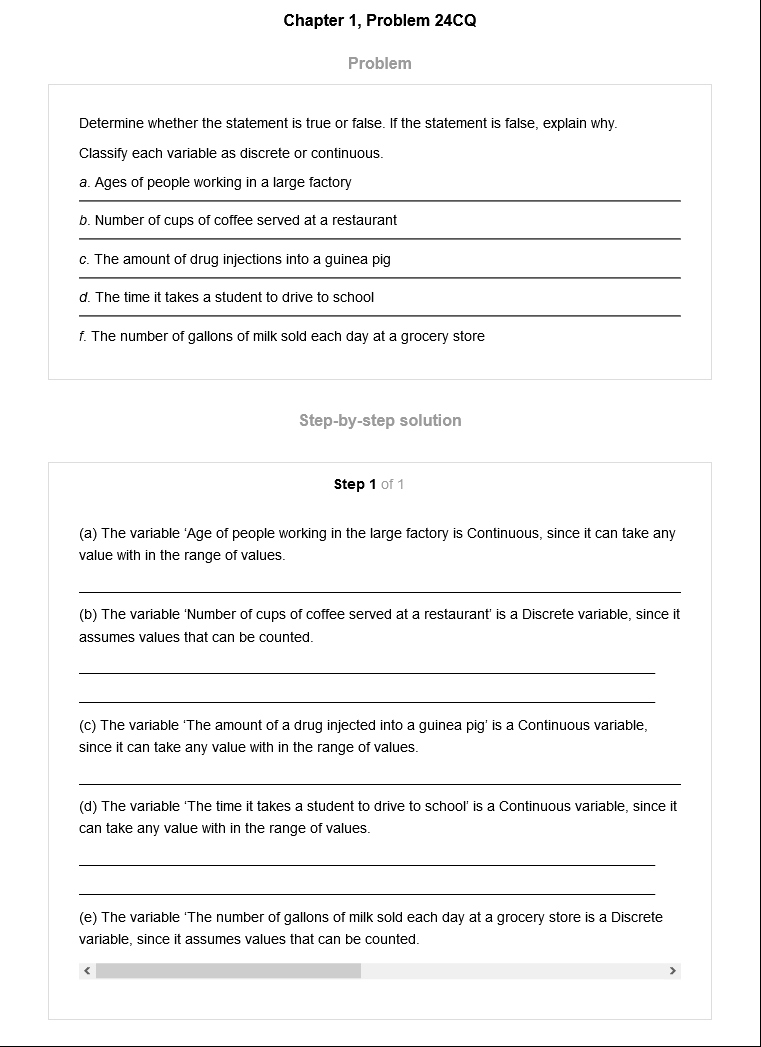 Chapter 1, Problem 24CQ
Problem
Determine whether the statement is true or false. If the statement is false, explain why.
Classify each variable as discrete or continuous.
a. Ages of people working in a large factory
b. Number of cups of coffee served at a restaurant
c. The amount of drug injections into a guinea pig
d. The time it takes a student to drive to school
f. The number of gallons of milk sold each day at a grocery store
Step-by-step solution
Step 1 of 1
(a) The variable ‘Age of people working in the large factory is Continuous, since it can take any
value with in the range of values.
(b) The variable ‘Number of cups of coffee served at a restaurant’ is a Discrete variable, since it
assumes values that can be counted.
(c) The variable ‘The amount of a drug injected into a guinea pig’ is a Continuous variable,
since it can take any value with in the range of values.
(d) The variable ‘The time it takes a student to drive to school’ is a Continuous variable, since it
can take any value with in the range of values.
(e) The variable ‘The number of gallons of milk sold each day at a grocery store is a Discrete
variable, since it assumes values that can be counted.